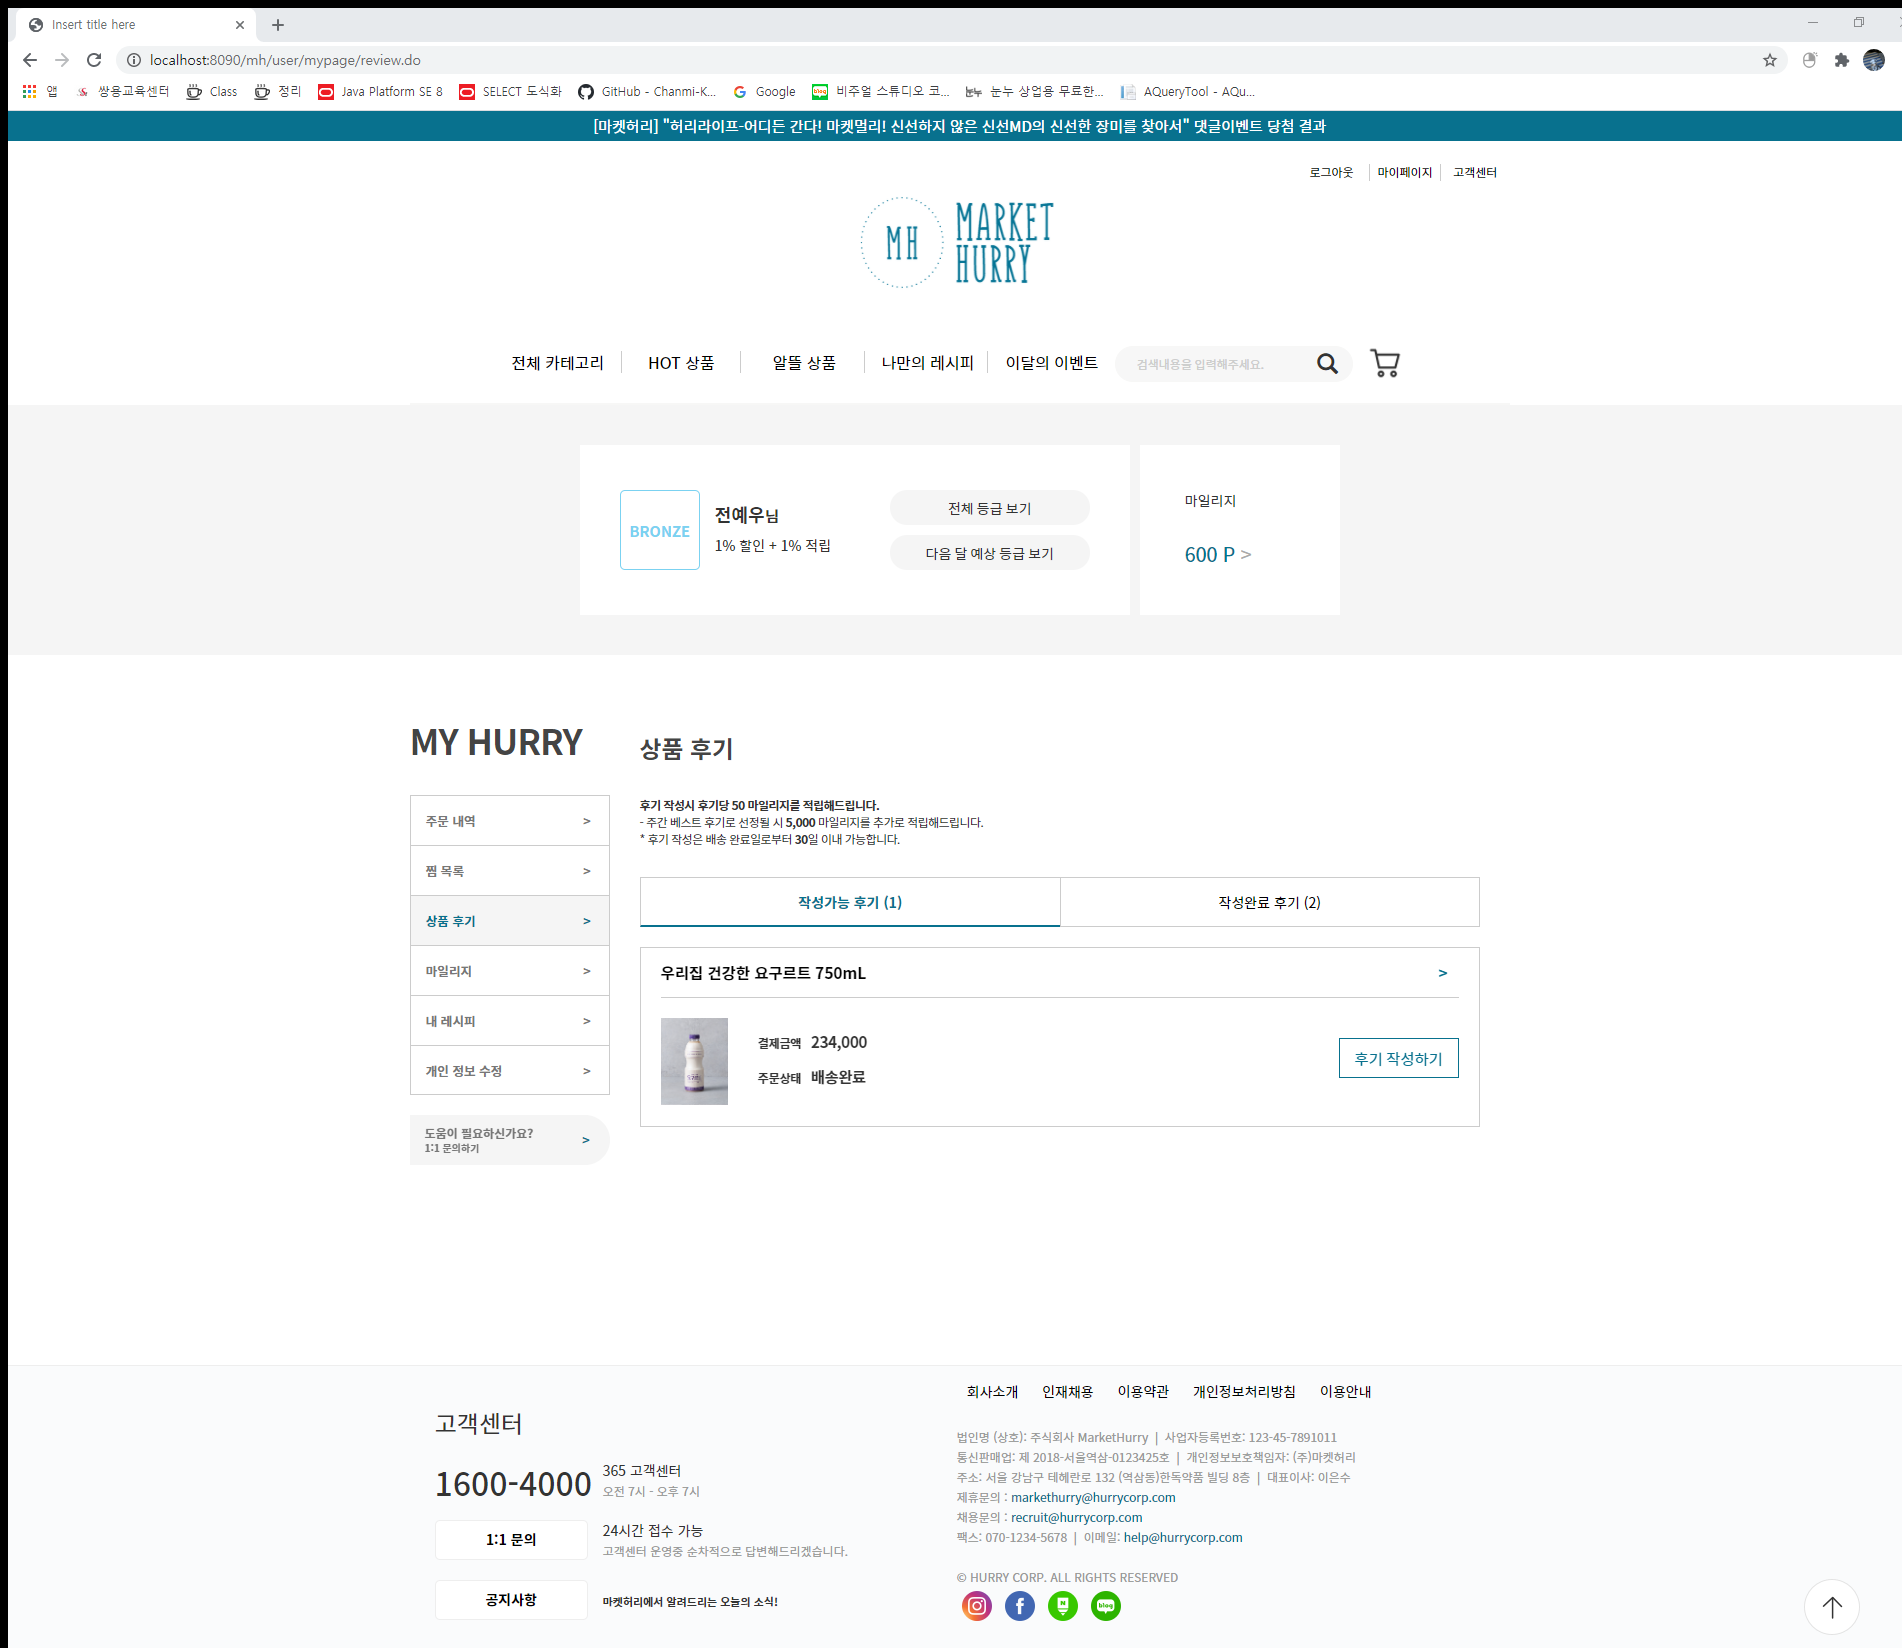 Insert title here
localhost:8090/mh/user/mypage/review.do
앱 쌍용교육센터 Class 정리 Java Platform SE 8 SELECT 도식화 GitHub - Chanmi-K... Google 비주얼 스튜디오 코... 눈누 상업용 무료한... AQueryTool - AQu...
[마켓허리] "허리라이프-어디든 간다! 마켓멀리! 신선하지 않은 신선MD의 신선한 장미를 찾아서" 댓글이벤트 당첨 결과
로그아웃 마이페이지 고객센터
MH MARKET HURRY
전체 카테고리 HOT 상품 알뜰 상품 나만의 레시피 이달의 이벤트 검색내용을 입력해주세요.
BRONZE
전예우님
1% 할인 + 1% 적립
전체 등급 보기
다음 달 예상 등급 보기
마일리지
600 P >
MY HURRY
주문 내역 >
찜 목록 >
상품 후기 >
마일리지 >
내 레시피 >
개인 정보 수정 >
도움이 필요하신가요? >
1:1 문의하기
상품 후기
후기 작성시 후기당 50 마일리지를 적립해드립니다.
- 주간 베스트 후기로 선정될 시 5,000 마일리지를 추가로 적립해드립니다.
* 후기 작성은 배송 완료일로부터 30일 이내 가능합니다.
작성가능 후기 (1) 작성완료 후기 (2)
우리집 건강한 요구르트 750mL >
결제금액 234,000
주문상태 배송완료
후기 작성하기
고객센터
1600-4000
365 고객센터
오전 7시 - 오후 7시
1:1 문의
24시간 접수 가능
고객센터 운영중 순차적으로 답변해드리겠습니다.
공지사항
마켓허리에서 알려드리는 오늘의 소식!
회사소개 인재채용 이용약관 개인정보처리방침 이용안내
법인명 (상호): 주식회사 MarketHurry | 사업자등록번호: 123-45-7891011
통신판매업: 제 2018-서울역삼-0123425호 | 개인정보보호책임자: (주)마켓허리
주소: 서울 강남구 테헤란로 132 (역삼동)한독약품 빌딩 8층 | 대표이사: 이은수
제휴문의 : markethurry@hurrycorp.com
채용문의 : recruit@hurrycorp.com
팩스: 070-1234-5678 | 이메일: help@hurrycorp.com
© HURRY CORP. ALL RIGHTS RESERVED
blog